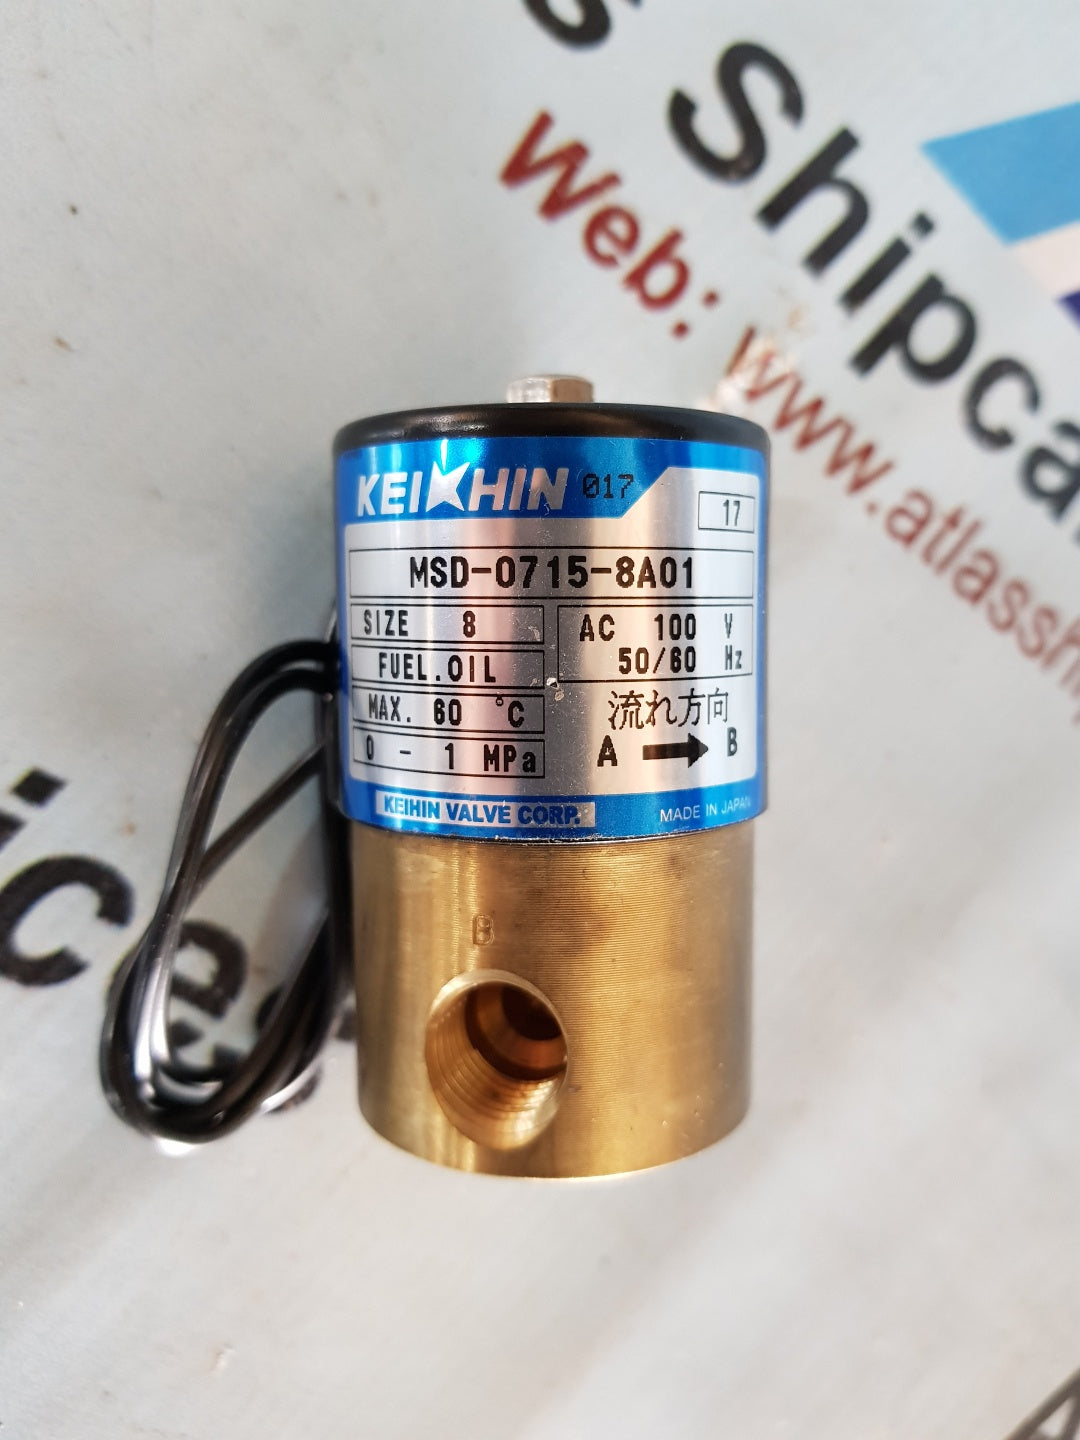 s Shipca
Web: www.atlasship
KEIHIN 017
17
MSD-0715-8A01
SIZE 8
AC 100 V
50/60 Hz
FUEL.OIL
MAX. 60 °C
0 - 1 MPa
流れ方向
A → B
KEIHIN VALVE CORP.
MADE IN JAPAN
B